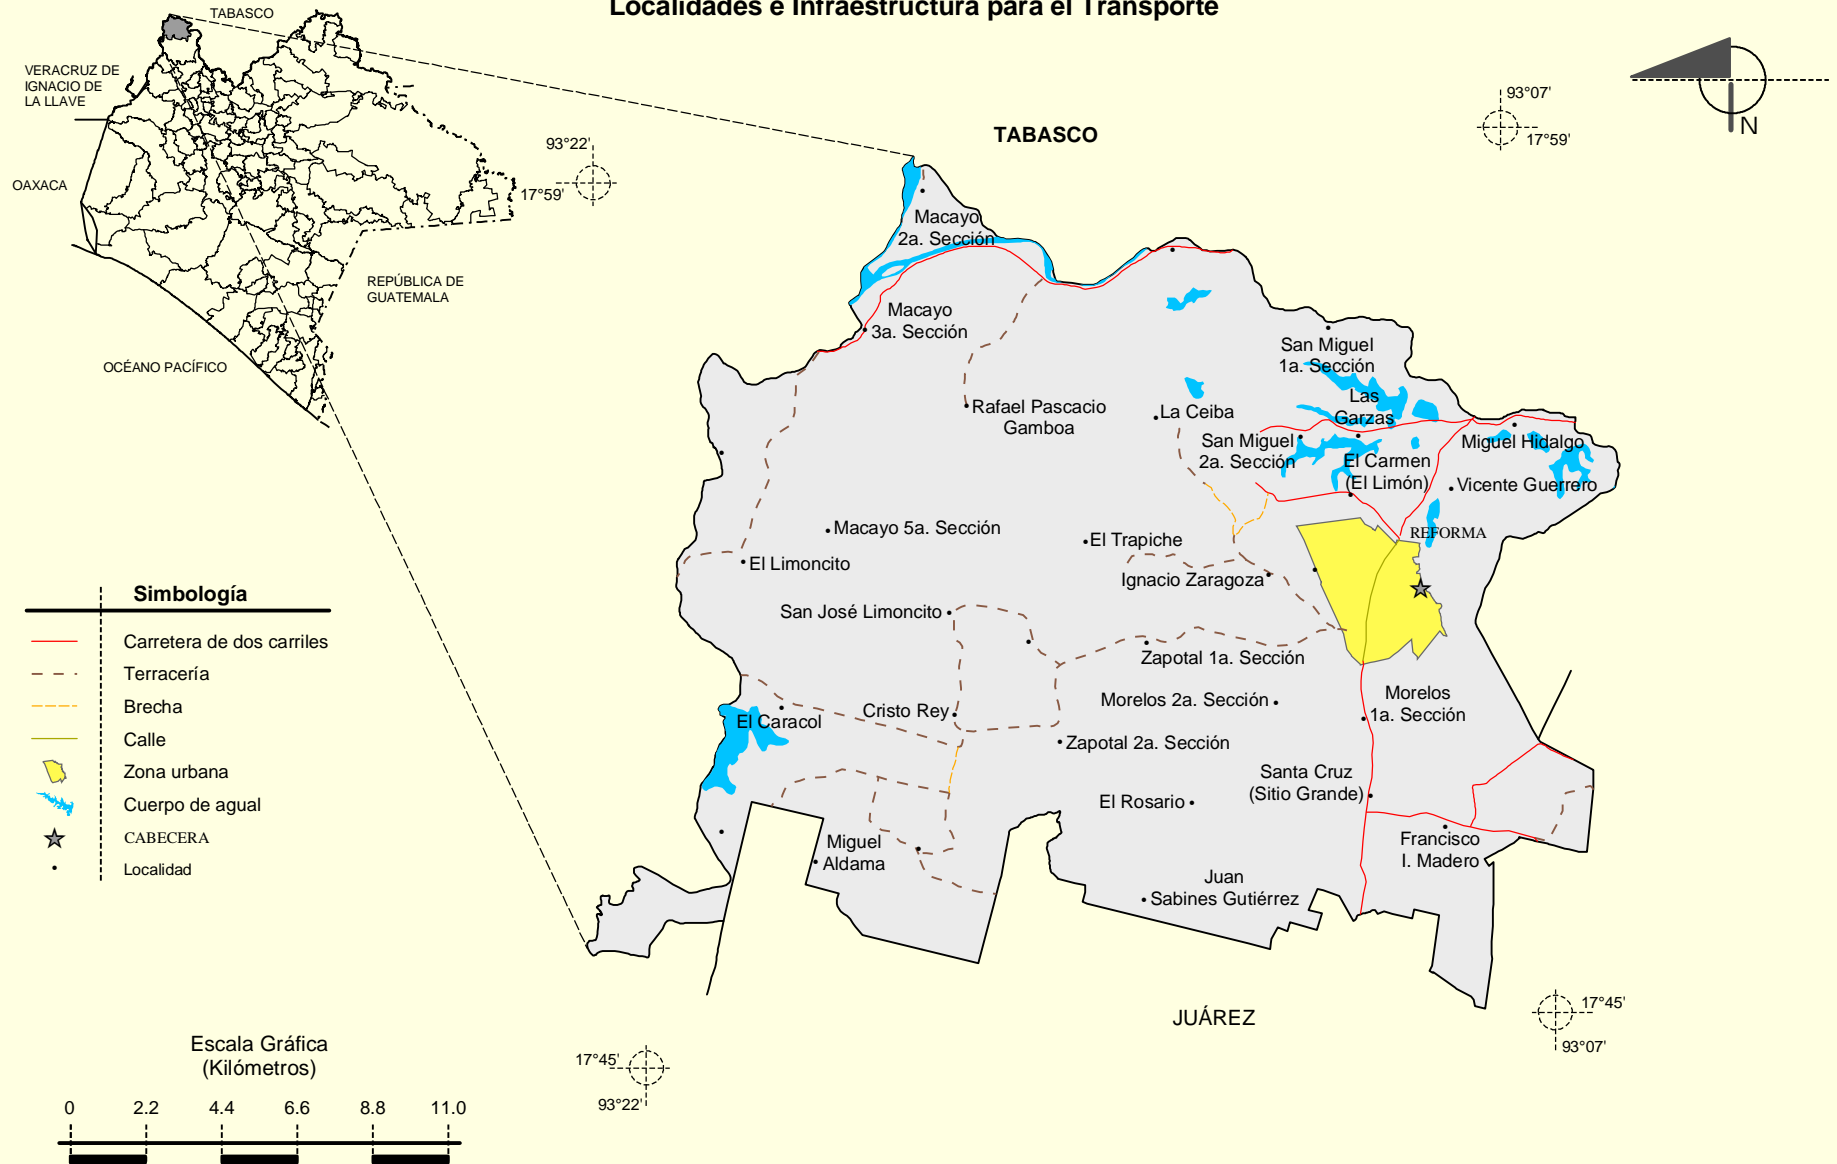 Localidades e Infraestructura para el Transporte
TABASCO
VERACRUZ DE
IGNACIO DE
LA LLAVE
OAXACA
REPÚBLICA DE
GUATEMALA
OCÉANO PACÍFICO
93°22'
17°59'
TABASCO
93°07'
17°59'
N
Macayo
2a. Sección
Macayo
3a. Sección
San Miguel
1a. Sección
Las
Garzas
Rafael Pascacio
Gamboa
La Ceiba
San Miguel
2a. Sección
Miguel Hidalgo
El Carmen
(El Limón)
Vicente Guerrero
Macayo 5a. Sección
REFORMA
El Trapiche
El Limoncito
Ignacio Zaragoza
San José Limoncito
Zapotal 1a. Sección
Morelos 2a. Sección
Morelos
1a. Sección
Cristo Rey
El Caracol
Zapotal 2a. Sección
Santa Cruz
(Sitio Grande)
El Rosario
Miguel
Aldama
Francisco
I. Madero
Juan
Sabines Gutiérrez
Simbología
Carretera de dos carriles
Terracería
Brecha
Calle
Zona urbana
Cuerpo de agual
CABECERA
Localidad
JUÁREZ
17°45'
93°07'
17°45'
93°22'
Escala Gráfica
(Kilómetros)
0 2.2 4.4 6.6 8.8 11.0